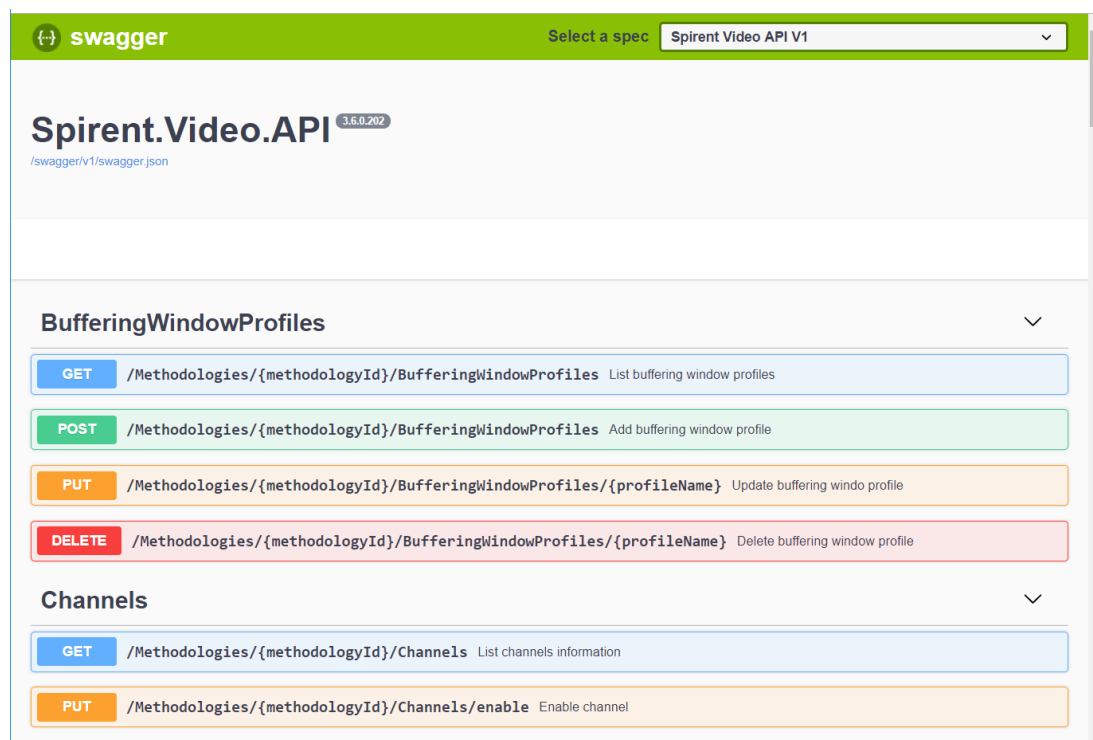 {··} swagger Select a spec Spirent Video API V1
Spirent.Video.API 3.6.0.202
/swagger/v1/swagger.json
BufferingWindowProfiles
GET /Methodologies/{methodologyId}/BufferingWindowProfiles List buffering window profiles
POST /Methodologies/{methodologyId}/BufferingWindowProfiles Add buffering window profile
PUT /Methodologies/{methodologyId}/BufferingWindowProfiles/{profileName} Update buffering windo profile
DELETE /Methodologies/{methodologyId}/BufferingWindowProfiles/{profileName} Delete buffering window profile
Channels
GET /Methodologies/{methodologyId}/Channels List channels information
PUT /Methodologies/{methodologyId}/Channels/enable Enable channel